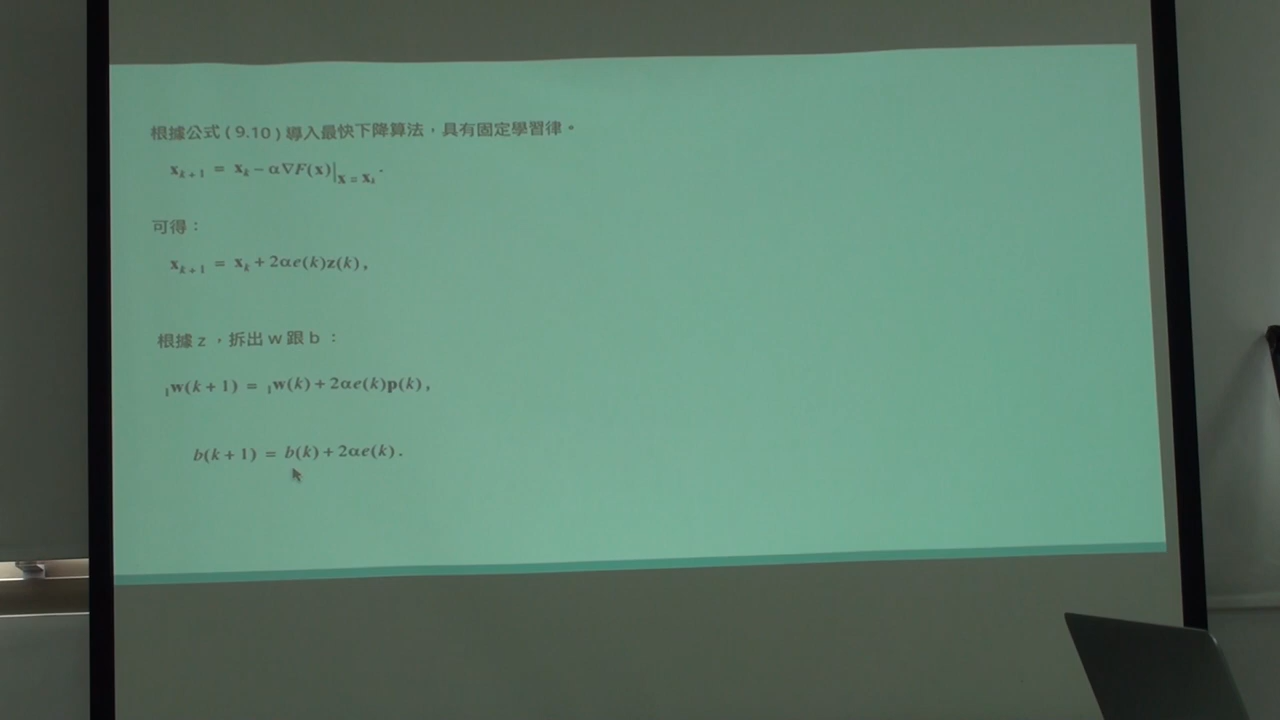 根據公式 ( 9.10 ) 導入最快下降算法，具有固定學習律。
x_{k+1} = x_k − α∇F(x)|_{x = x_k}.
可得：
x_{k+1} = x_k + 2αe(k)z(k),
根據 z ，拆出 w 跟 b ：
₁w(k + 1) = ₁w(k) + 2αe(k)p(k),
b(k + 1) = b(k) + 2αe(k).